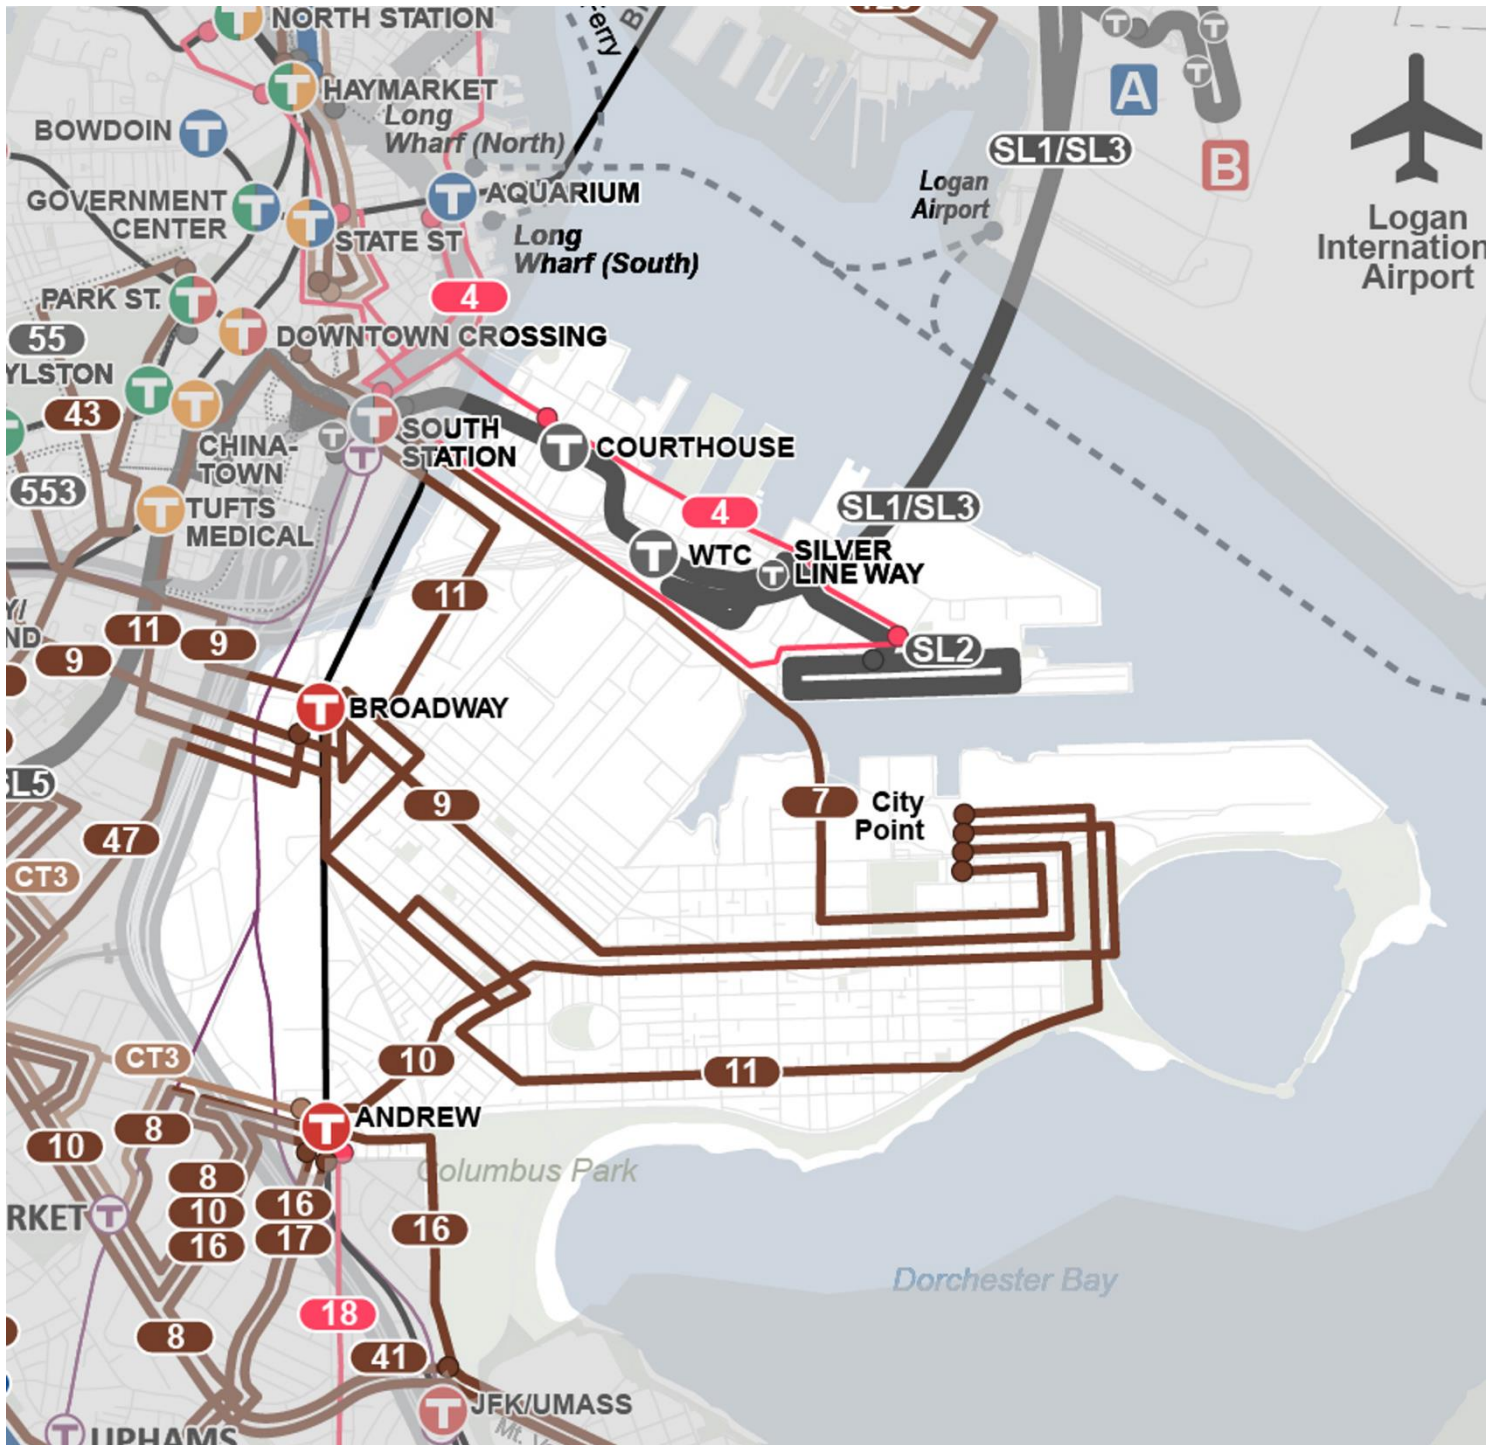 NORTH STATION
HAYMARKET
Long
Wharf (North)
Ferry
BOWDOIN
GOVERNMENT
CENTER
AQUARIUM
STATE ST
Long
Wharf (South)
SL1/SL3
A
B
Logan
Airport
Logan
Internation
Airport
PARK ST.
4
55
DOWNTOWN CROSSING
YLSTON
43
CHINA-
TOWN
SOUTH
STATION
COURTHOUSE
553
TUFTS
MEDICAL
4
SL1/SL3
WTC
SILVER
LINE WAY
11
Y/
ND
11
9
9
SL2
BROADWAY
SL5
9
7
City
Point
47
CT3
CT3
10
11
ANDREW
8
10
8
10
16
16
17
Columbus Park
RKET
16
Dorchester Bay
18
8
41
JFK/UMASS
UPHAMS